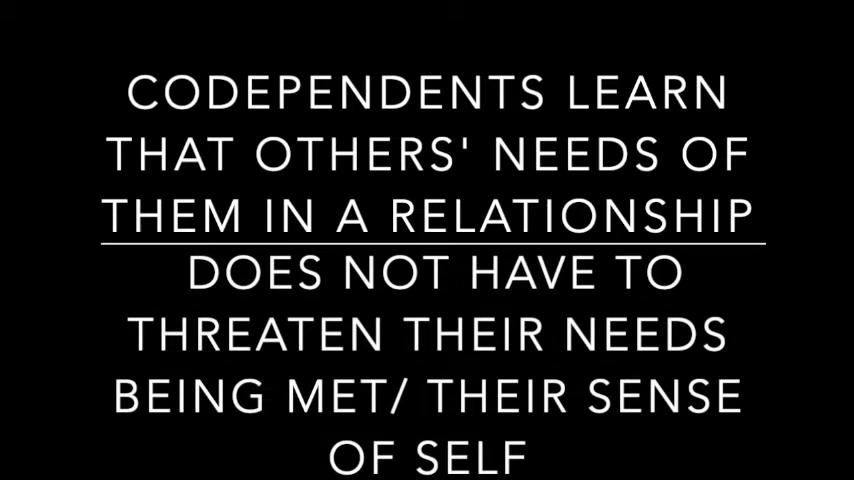 CODEPENDENTS LEARN
THAT OTHERS' NEEDS OF
THEM IN A RELATIONSHIP
DOES NOT HAVE TO
THREATEN THEIR NEEDS
BEING MET/ THEIR SENSE
OF SELF